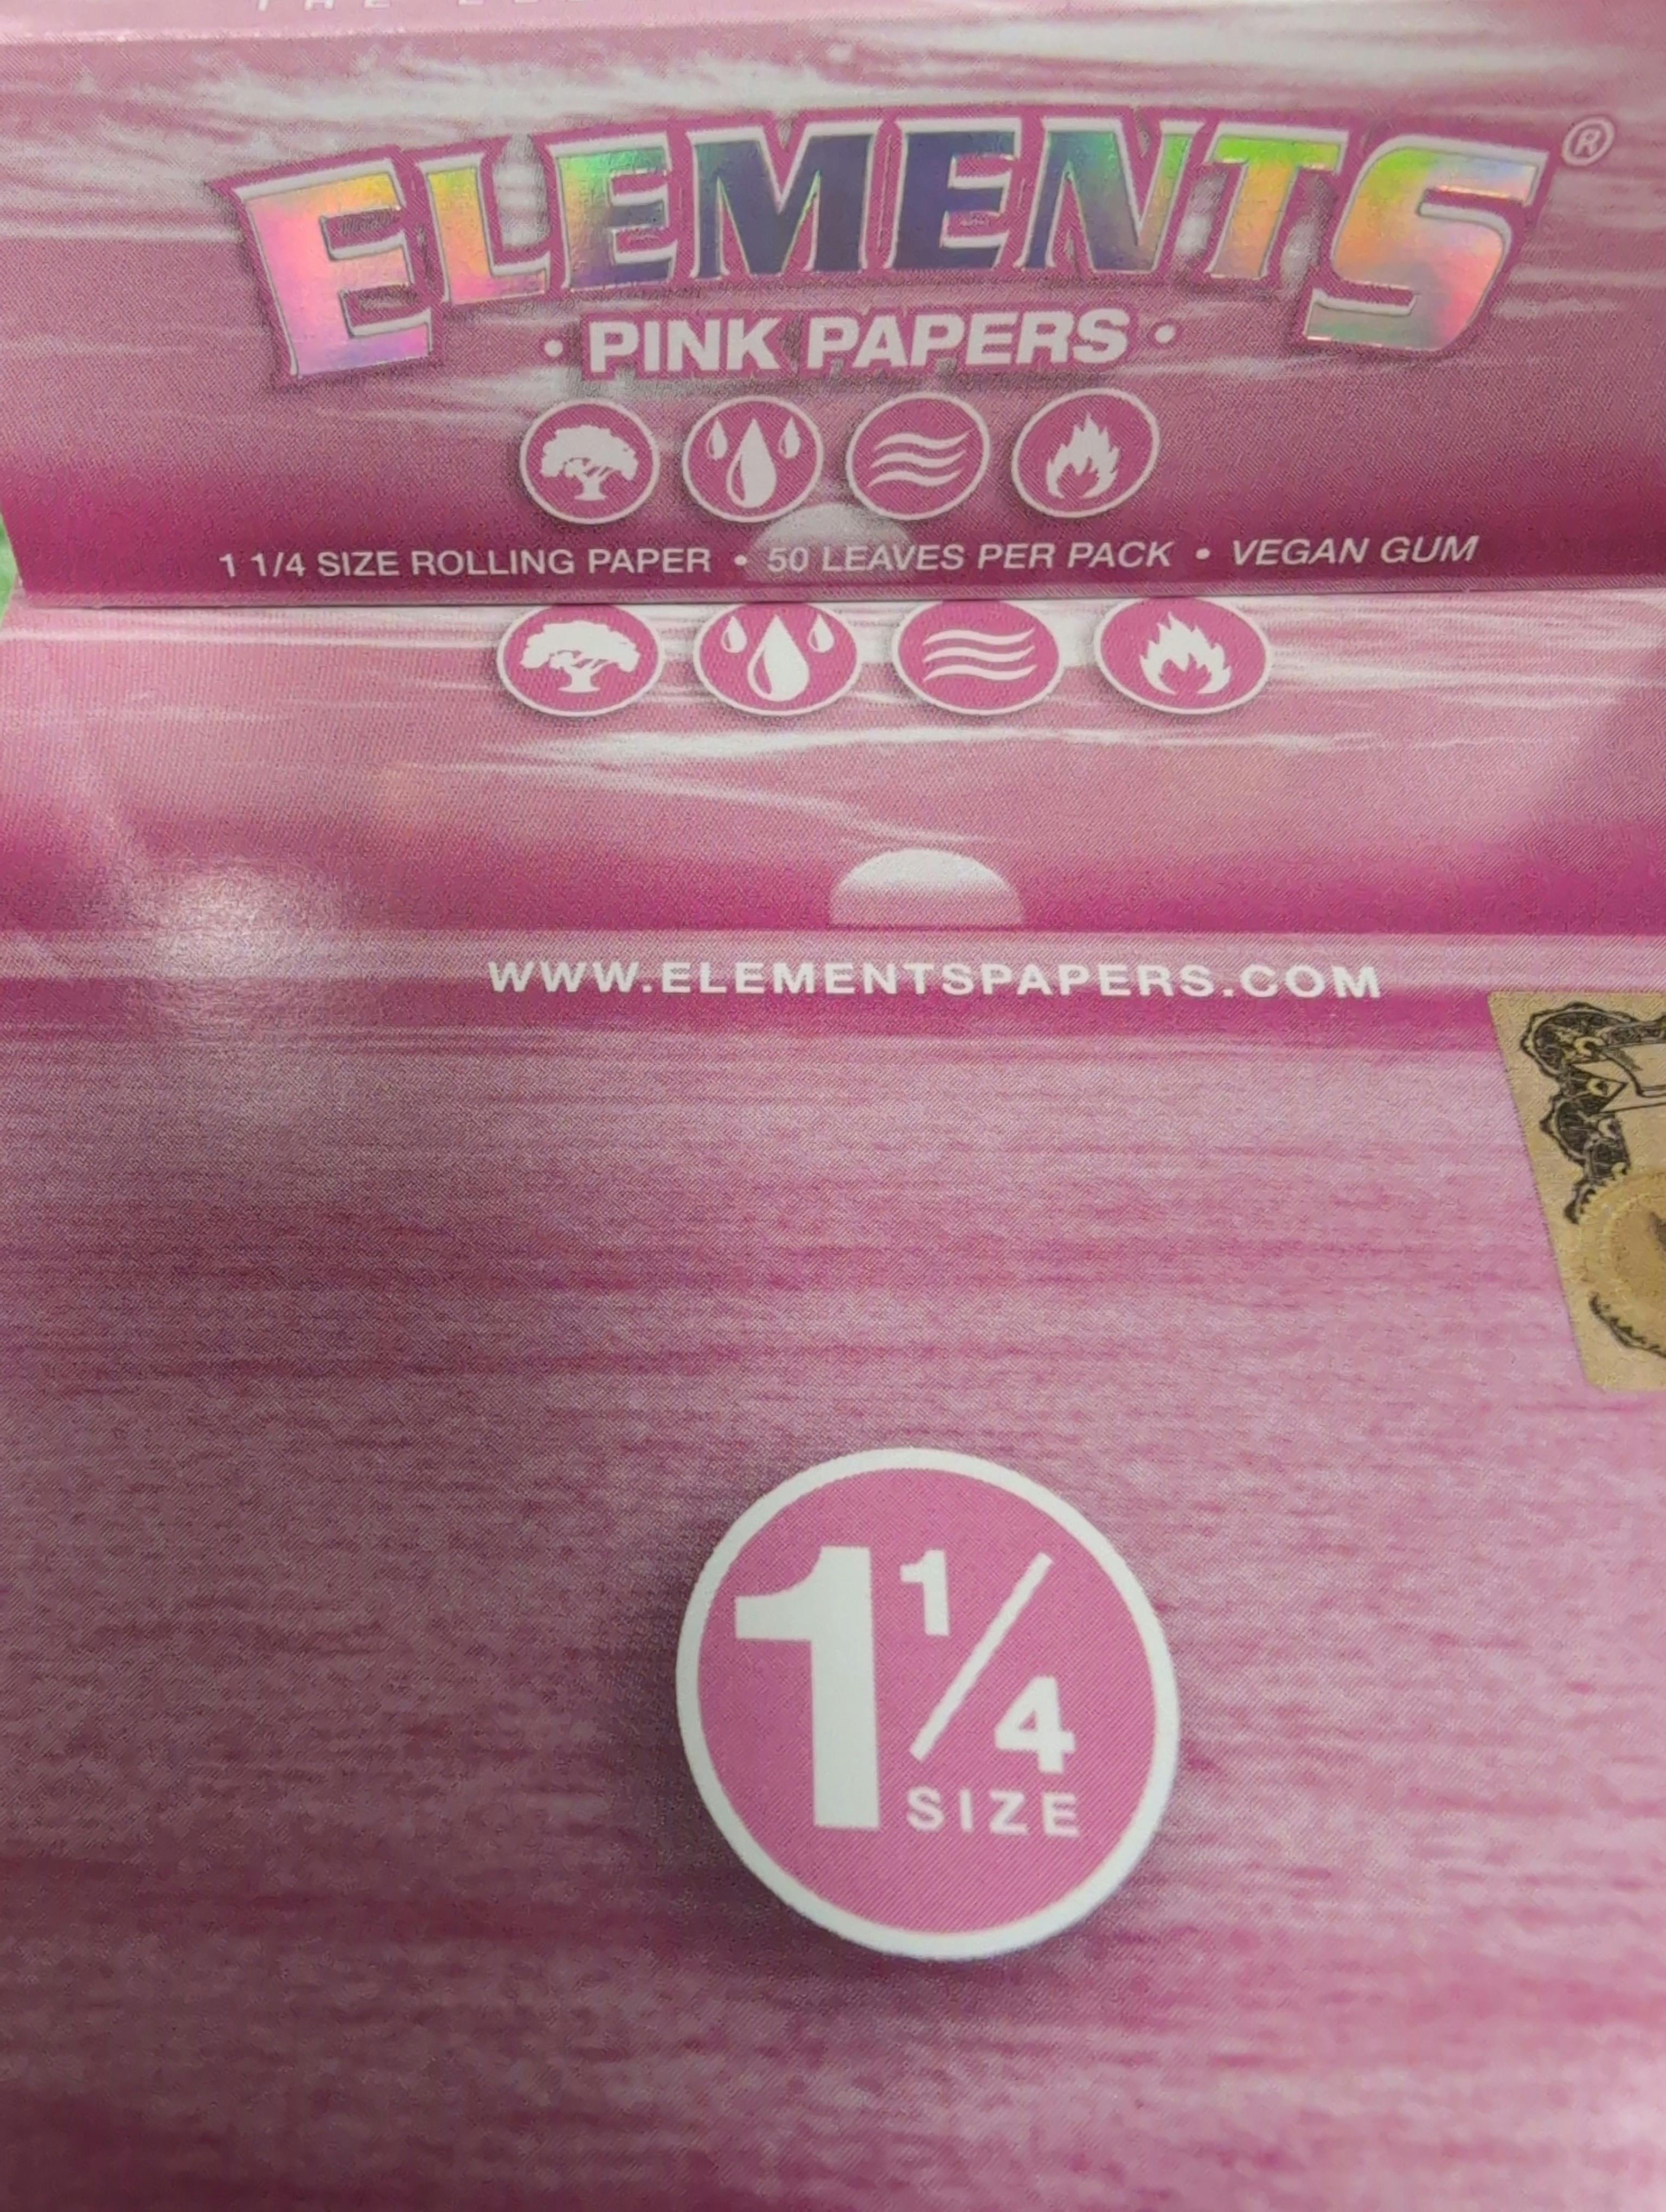 ELEMENTS®
• PINK PAPERS •
1 1/4 SIZE ROLLING PAPER • 50 LEAVES PER PACK • VEGAN GUM
WWW.ELEMENTSPAPERS.COM
1 1/4
SIZE